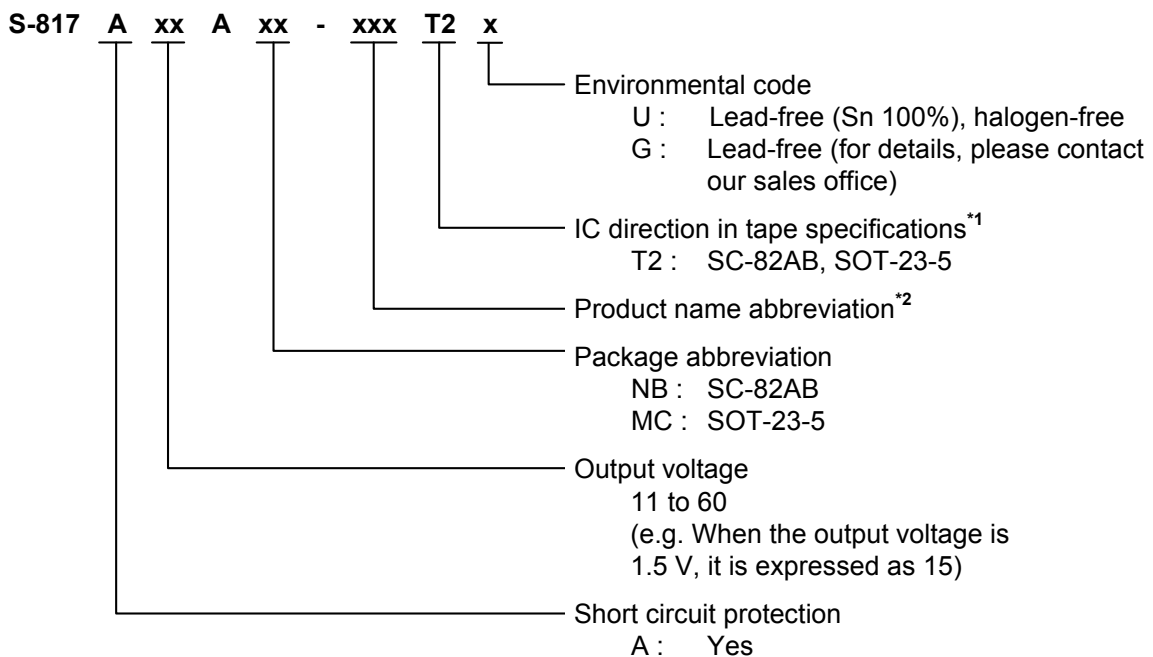 S-817 A xx A xx - xxx T2 x
Environmental code
U : Lead-free (Sn 100%), halogen-free
G : Lead-free (for details, please contact
our sales office)
IC direction in tape specifications*1
T2 : SC-82AB, SOT-23-5
Product name abbreviation*2
Package abbreviation
NB : SC-82AB
MC : SOT-23-5
Output voltage
11 to 60
(e.g. When the output voltage is
1.5 V, it is expressed as 15)
Short circuit protection
A : Yes